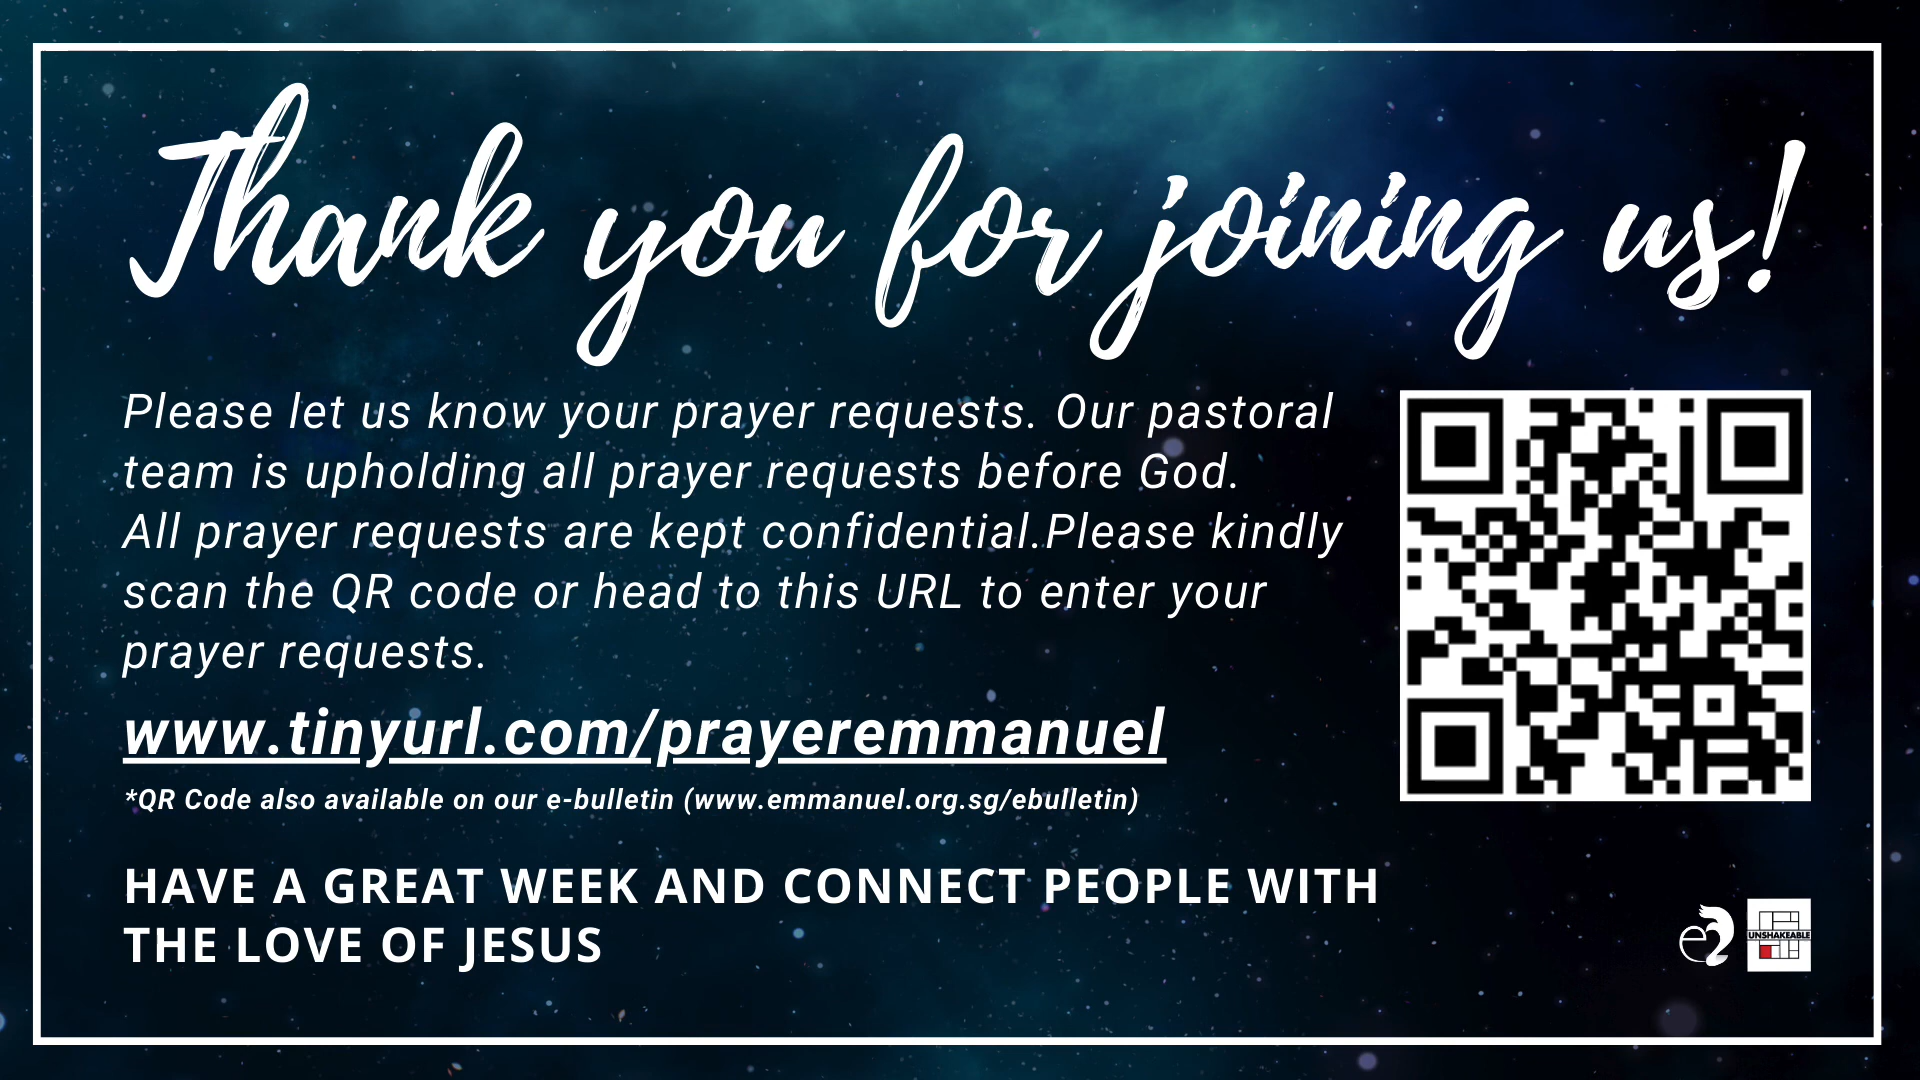 Thank you for joining us!
Please let us know your prayer requests. Our pastoral
team is upholding all prayer requests before God.
All prayer requests are kept confidential.Please kindly
scan the QR code or head to this URL to enter your
prayer requests.
www.tinyurl.com/prayeremmanuel
*QR Code also available on our e-bulletin (www.emmanuel.org.sg/ebulletin)
HAVE A GREAT WEEK AND CONNECT PEOPLE WITH
THE LOVE OF JESUS
e2
UNSHAKEABLE